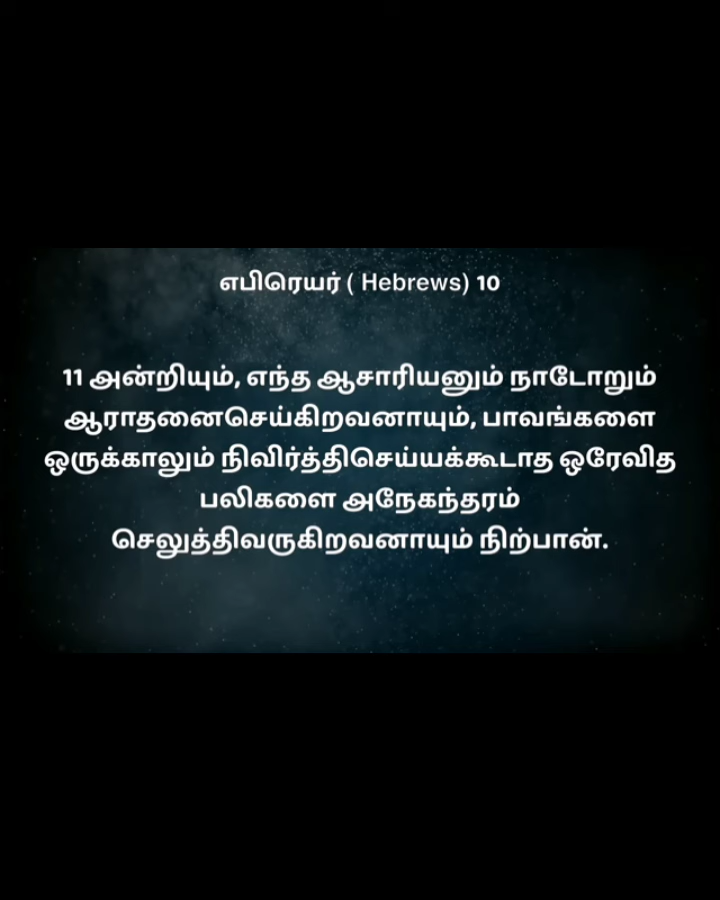 எபிரெயர் ( Hebrews) 10
11 அன்றியும், எந்த ஆசாரியனும் நாடோறும்
ஆராதனைசெய்கிறவனாயும், பாவங்களை
ஒருக்காலும் நிவிர்த்திசெய்யக்கூடாத ஒரேவித
பலிகளை அநேகந்தரம்
செலுத்திவருகிறவனாயும் நிற்பான்.